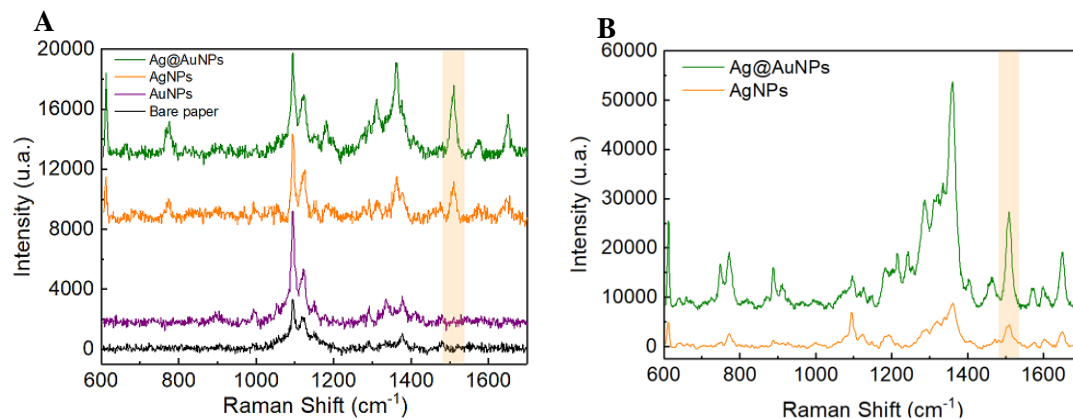 A
20000
16000
12000
8000
4000
0
Intensity (u.a.)
Ag@AuNPs
AgNPs
AuNPs
Bare paper
600 800 1000 1200 1400 1600
Raman Shift (cm⁻¹)
B
60000
50000
40000
30000
20000
10000
0
Intensity (u.a.)
Ag@AuNPs
AgNPs
600 800 1000 1200 1400 1600
Raman Shift (cm⁻¹)